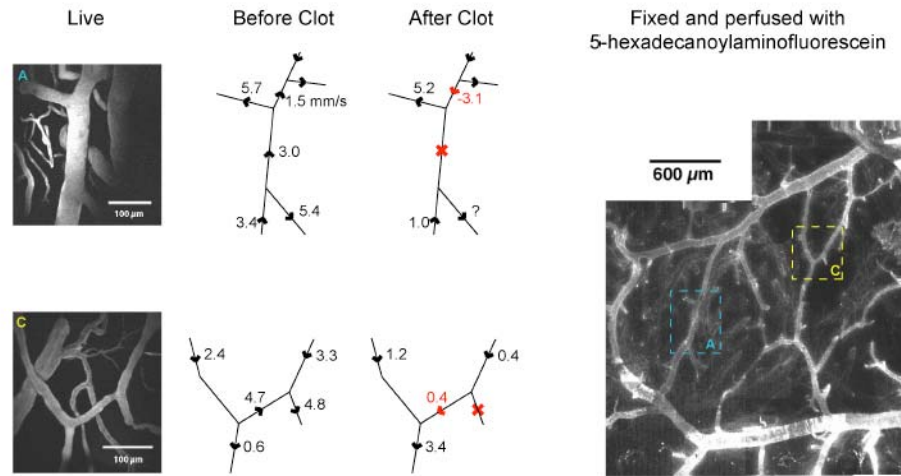 Live
Before Clot
After Clot
Fixed and perfused with
5-hexadecanoylaminofluorescein
A
100 µm
5.7
1.5 mm/s
3.0
3.4
5.4
5.2
-3.1
1.0
?
600 µm
C
A
C
100 µm
2.4
3.3
4.7
4.8
0.6
1.2
0.4
0.4
3.4